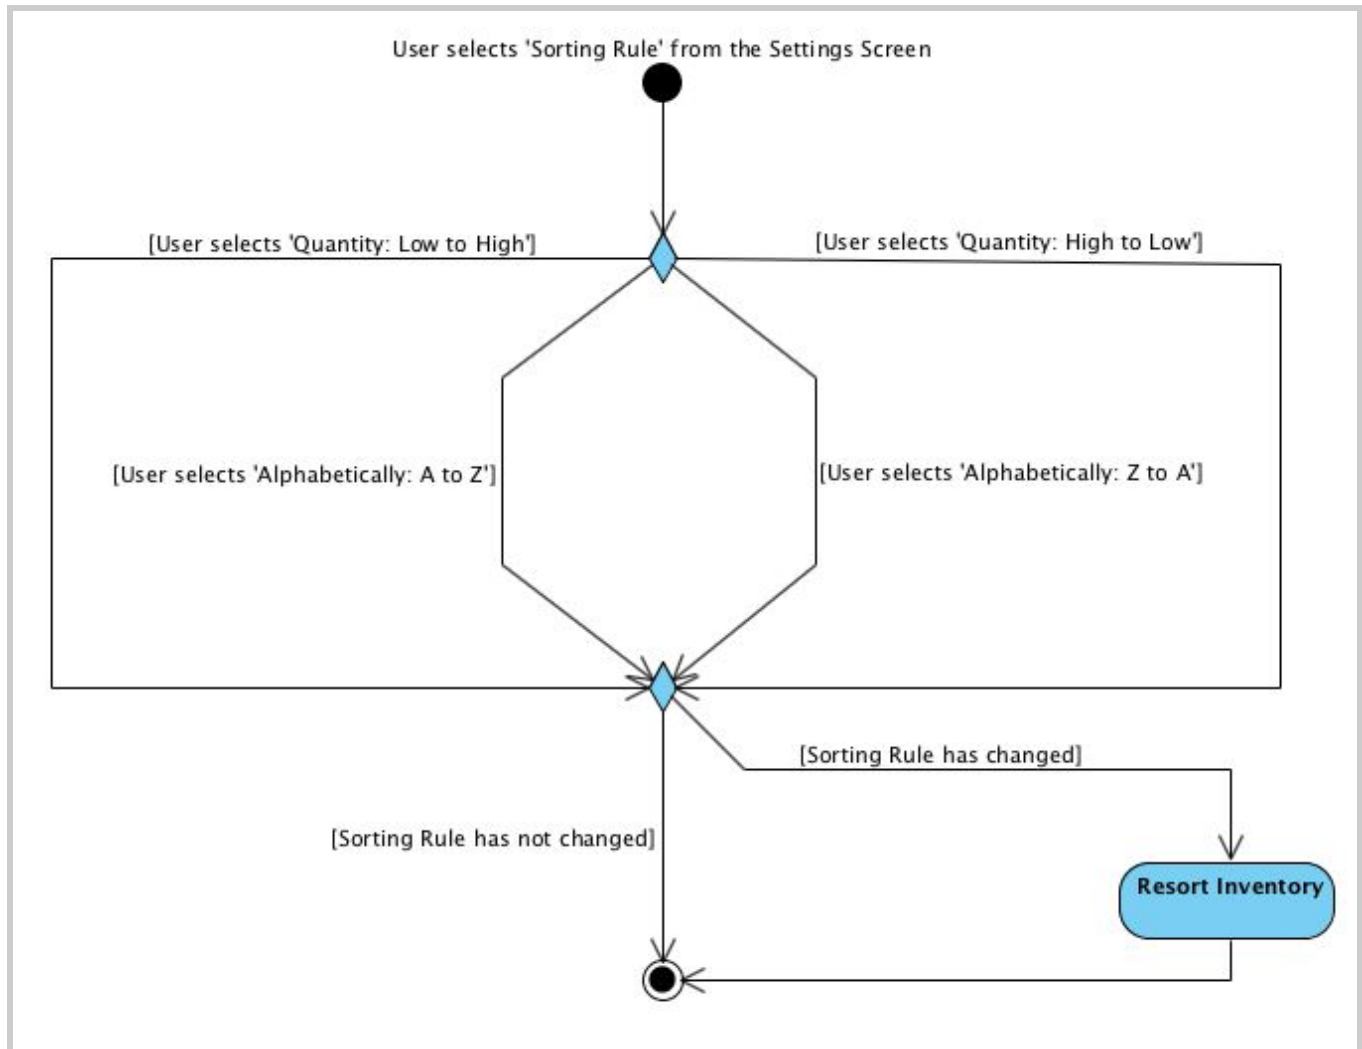 User selects 'Sorting Rule' from the Settings Screen
[User selects 'Quantity: Low to High']
[User selects 'Quantity: High to Low']
[User selects 'Alphabetically: A to Z']
[User selects 'Alphabetically: Z to A']
[Sorting Rule has changed]
[Sorting Rule has not changed]
Resort Inventory